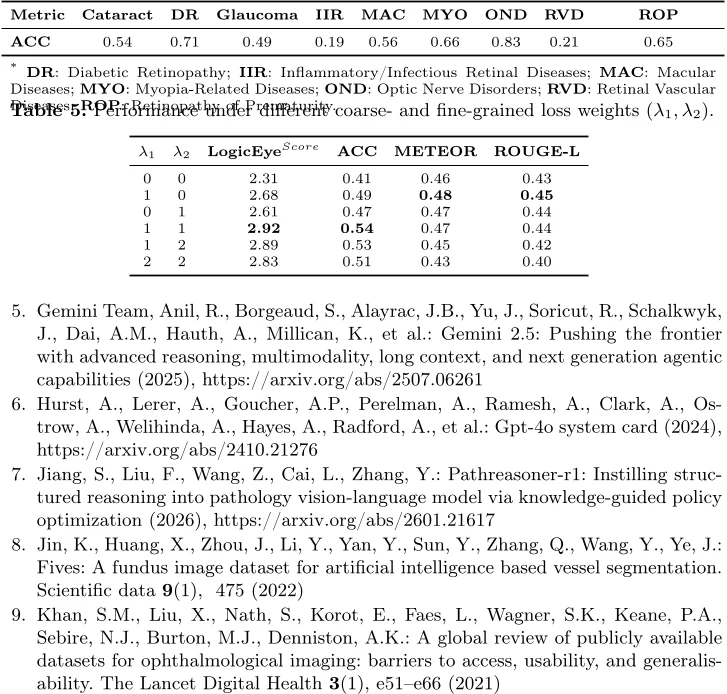 Metric Cataract DR Glaucoma IIR MAC MYO OND RVD ROP
ACC 0.54 0.71 0.49 0.19 0.56 0.66 0.83 0.21 0.65
* DR: Diabetic Retinopathy; IIR: Inflammatory/Infectious Retinal Diseases; MAC: Macular
Diseases; MYO: Myopia-Related Diseases; OND: Optic Nerve Disorders; RVD: Retinal Vascular
Diseases; ROP: Retinopathy of Prematurity.
Table 5: Performance under different coarse- and fine-grained loss weights (λ1, λ2).
λ1 λ2 LogicEye^Score ACC METEOR ROUGE-L
0 0 2.31 0.41 0.46 0.43
1 0 2.68 0.49 0.48 0.45
0 1 2.61 0.47 0.47 0.44
1 1 2.92 0.54 0.47 0.44
1 2 2.89 0.53 0.45 0.42
2 2 2.83 0.51 0.43 0.40
5. Gemini Team, Anil, R., Borgeaud, S., Alayrac, J.B., Yu, J., Soricut, R., Schalkwyk,
J., Dai, A.M., Hauth, A., Millican, K., et al.: Gemini 2.5: Pushing the frontier
with advanced reasoning, multimodality, long context, and next generation agentic
capabilities (2025), https://arxiv.org/abs/2507.06261
6. Hurst, A., Lerer, A., Goucher, A.P., Perelman, A., Ramesh, A., Clark, A., Os-
trow, A., Welihinda, A., Hayes, A., Radford, A., et al.: Gpt-4o system card (2024),
https://arxiv.org/abs/2410.21276
7. Jiang, S., Liu, F., Wang, Z., Cai, L., Zhang, Y.: Pathreasoner-r1: Instilling struc-
tured reasoning into pathology vision-language model via knowledge-guided policy
optimization (2026), https://arxiv.org/abs/2601.21617
8. Jin, K., Huang, X., Zhou, J., Li, Y., Yan, Y., Sun, Y., Zhang, Q., Wang, Y., Ye, J.:
Fives: A fundus image dataset for artificial intelligence based vessel segmentation.
Scientific data 9(1), 475 (2022)
9. Khan, S.M., Liu, X., Nath, S., Korot, E., Faes, L., Wagner, S.K., Keane, P.A.,
Sebire, N.J., Burton, M.J., Denniston, A.K.: A global review of publicly available
datasets for ophthalmological imaging: barriers to access, usability, and generalis-
ability. The Lancet Digital Health 3(1), e51–e66 (2021)